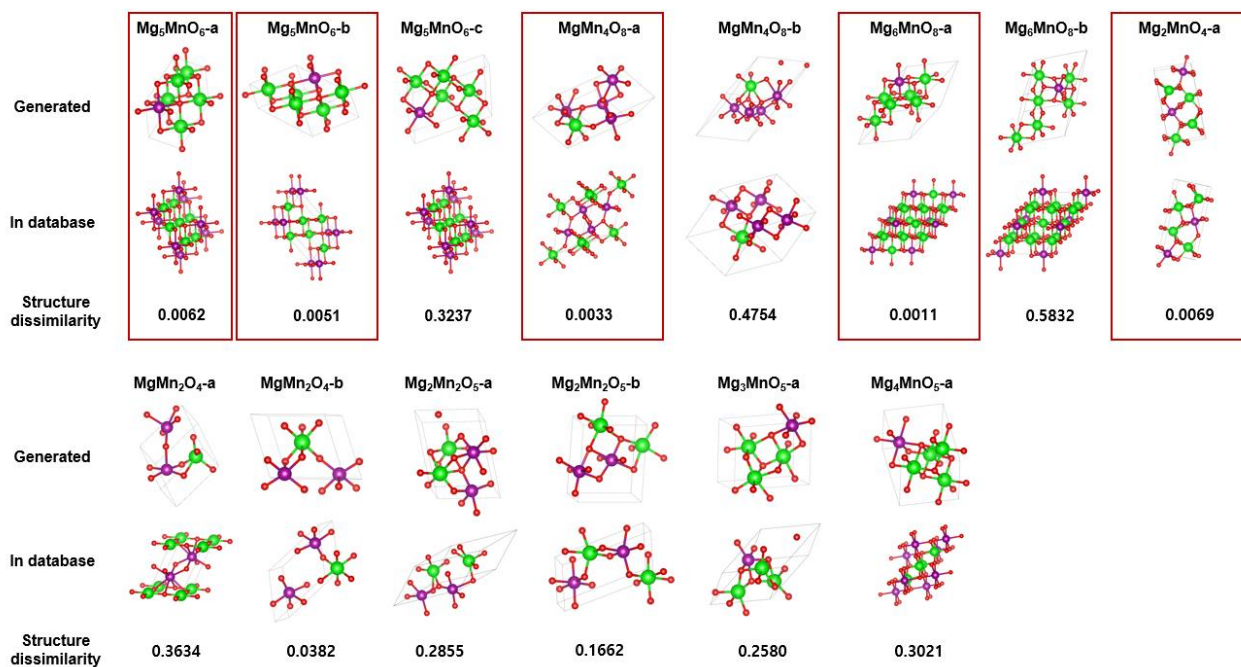 Mg₅MnO₆-a Mg₅MnO₆-b Mg₅MnO₆-c MgMn₄O₈-a MgMn₄O₈-b Mg₆MnO₈-a Mg₆MnO₈-b Mg₂MnO₄-a
Generated
In database
Structure
dissimilarity
0.0062 0.0051 0.3237 0.0033 0.4754 0.0011 0.5832 0.0069
MgMn₂O₄-a MgMn₂O₄-b Mg₂Mn₂O₅-a Mg₂Mn₂O₅-b Mg₃MnO₅-a Mg₄MnO₅-a
Generated
In database
Structure
dissimilarity
0.3634 0.0382 0.2855 0.1662 0.2580 0.3021